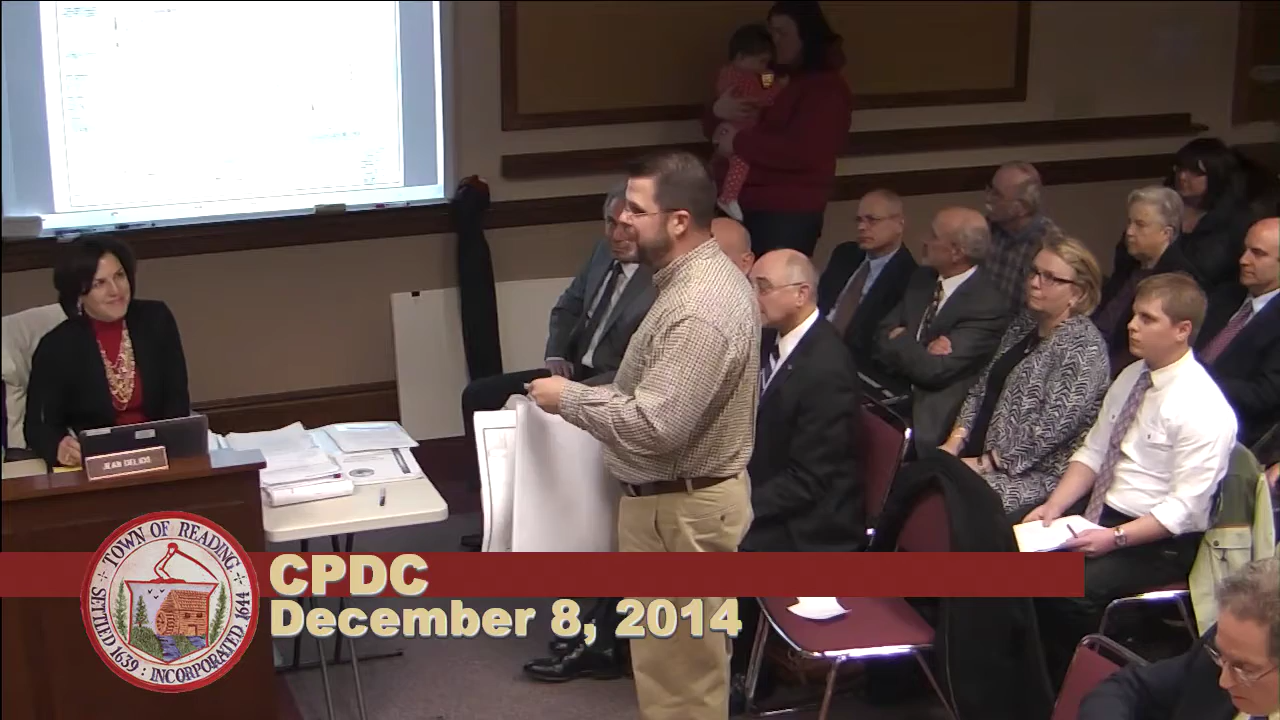 JEAN DELIOS
TOWN OF READING
SETTLED 1639 : INCORPORATED 1644
CPDC
December 8, 2014